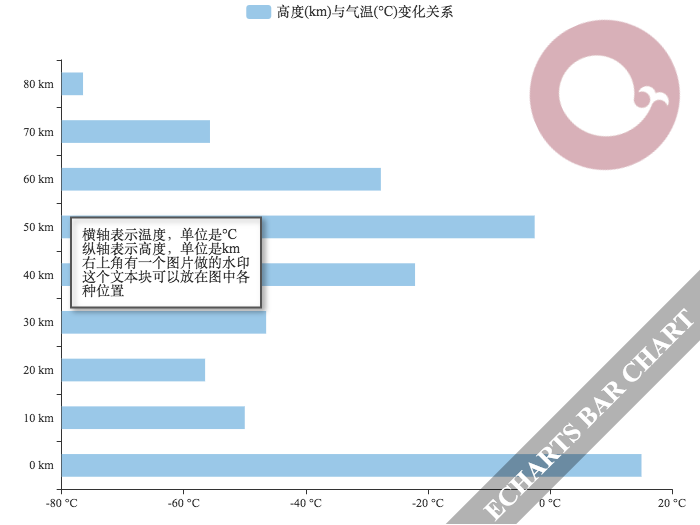 高度(km)与气温(°C)变化关系
80 km
70 km
60 km
50 km
横轴表示温度，单位是°C
纵轴表示高度，单位是km
右上角有一个图片做的水印
这个文本块可以放在图中各
种位置
40 km
30 km
20 km
10 km
0 km
ECHARTS BAR CHART
-80 °C
-60 °C
-40 °C
-20 °C
0 °C
20 °C